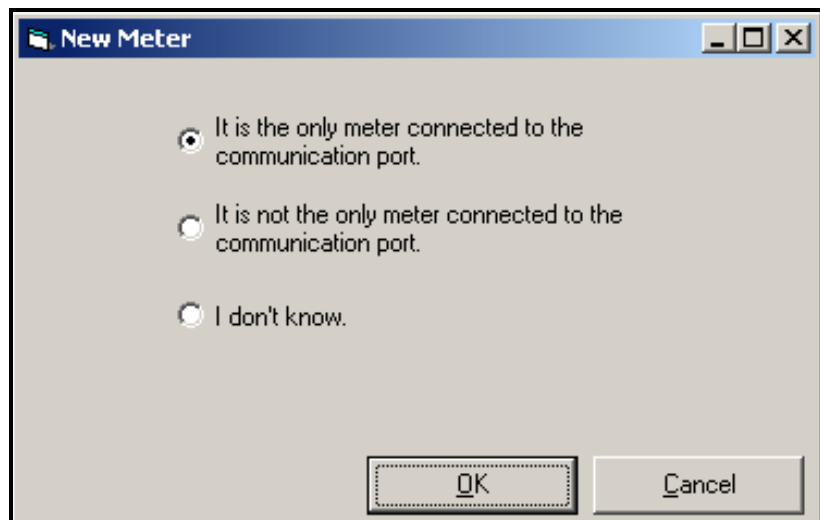 New Meter
It is the only meter connected to the
communication port.
It is not the only meter connected to the
communication port.
I don't know.
OK
Cancel